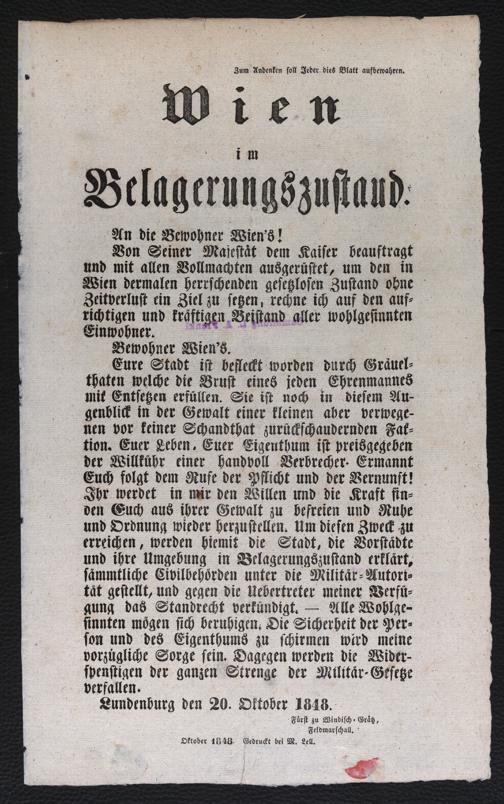 Zum Andenken soll Jeder dies Blatt aufbewahren.
Wien
im
Belagerungszustand.
An die Bewohner Wien's!
Von Seiner Majestät dem Kaiser beauftragt
und mit allen Vollmachten ausgerüstet, um den in
Wien dermalen herrschenden gesetzlosen Zustand ohne
Zeitverlust ein Ziel zu setzen, rechne ich auf den auf-
richtigen und kräftigen Beistand aller wohlgesinnten
Einwohner.
Bewohner Wien's.
Eure Stadt ist befleckt worden durch Gräuel-
thaten welche die Brust eines jeden Ehrenmannes
mit Entsetzen erfüllen. Sie ist noch in diesem Au-
genblick in der Gewalt einer kleinen aber verwege-
nen vor keiner Schandthat zurückschaudernden Fak-
tion. Euer Leben, Euer Eigenthum ist preisgegeben
der Willkühr einer handvoll Verbrecher. Ermannt
Euch folgt dem Rufe der Pflicht und der Vernunft!
Ihr werdet in mir den Willen und die Kraft fin-
den Euch aus ihrer Gewalt zu befreien und Ruhe
und Ordnung wieder herzustellen. Um diesen Zweck zu
erreichen, werden hiemit die Stadt, die Vorstädte
und ihre Umgebung in Belagerungszustand erklärt,
sämmtliche Civilbehörden unter die Militär-Autori-
tät gestellt, und gegen die Uebertreter meiner Verfü-
gung das Standrecht verkündigt. — Alle Wohlge-
sinnten mögen sich beruhigen. Die Sicherheit der Per-
son und des Eigenthums zu schirmen wird meine
vorzügliche Sorge sein. Dagegen werden die Wider-
spenstigen der ganzen Strenge der Militär-Gesetze
verfallen.
Lundenburg den 20. Oktober 1848.
Fürst zu Windisch-Grätz,
Feldmarschall.
Oktober 1848 Gedruckt bei M. Lell.